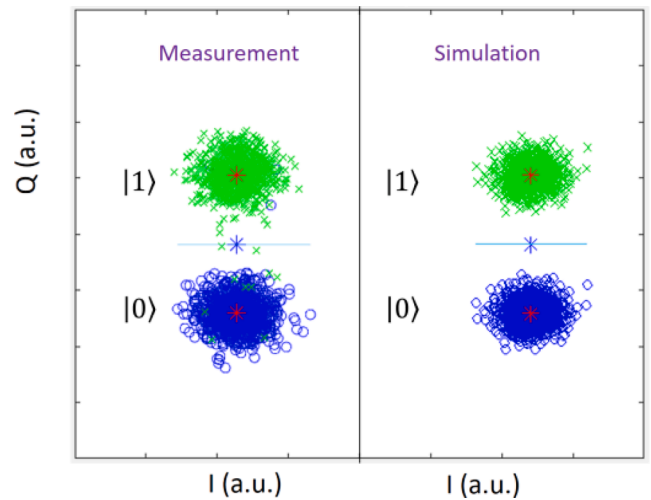 Measurement
Simulation
Q (a.u.)
|1⟩
|1⟩
|0⟩
|0⟩
I (a.u.)
I (a.u.)